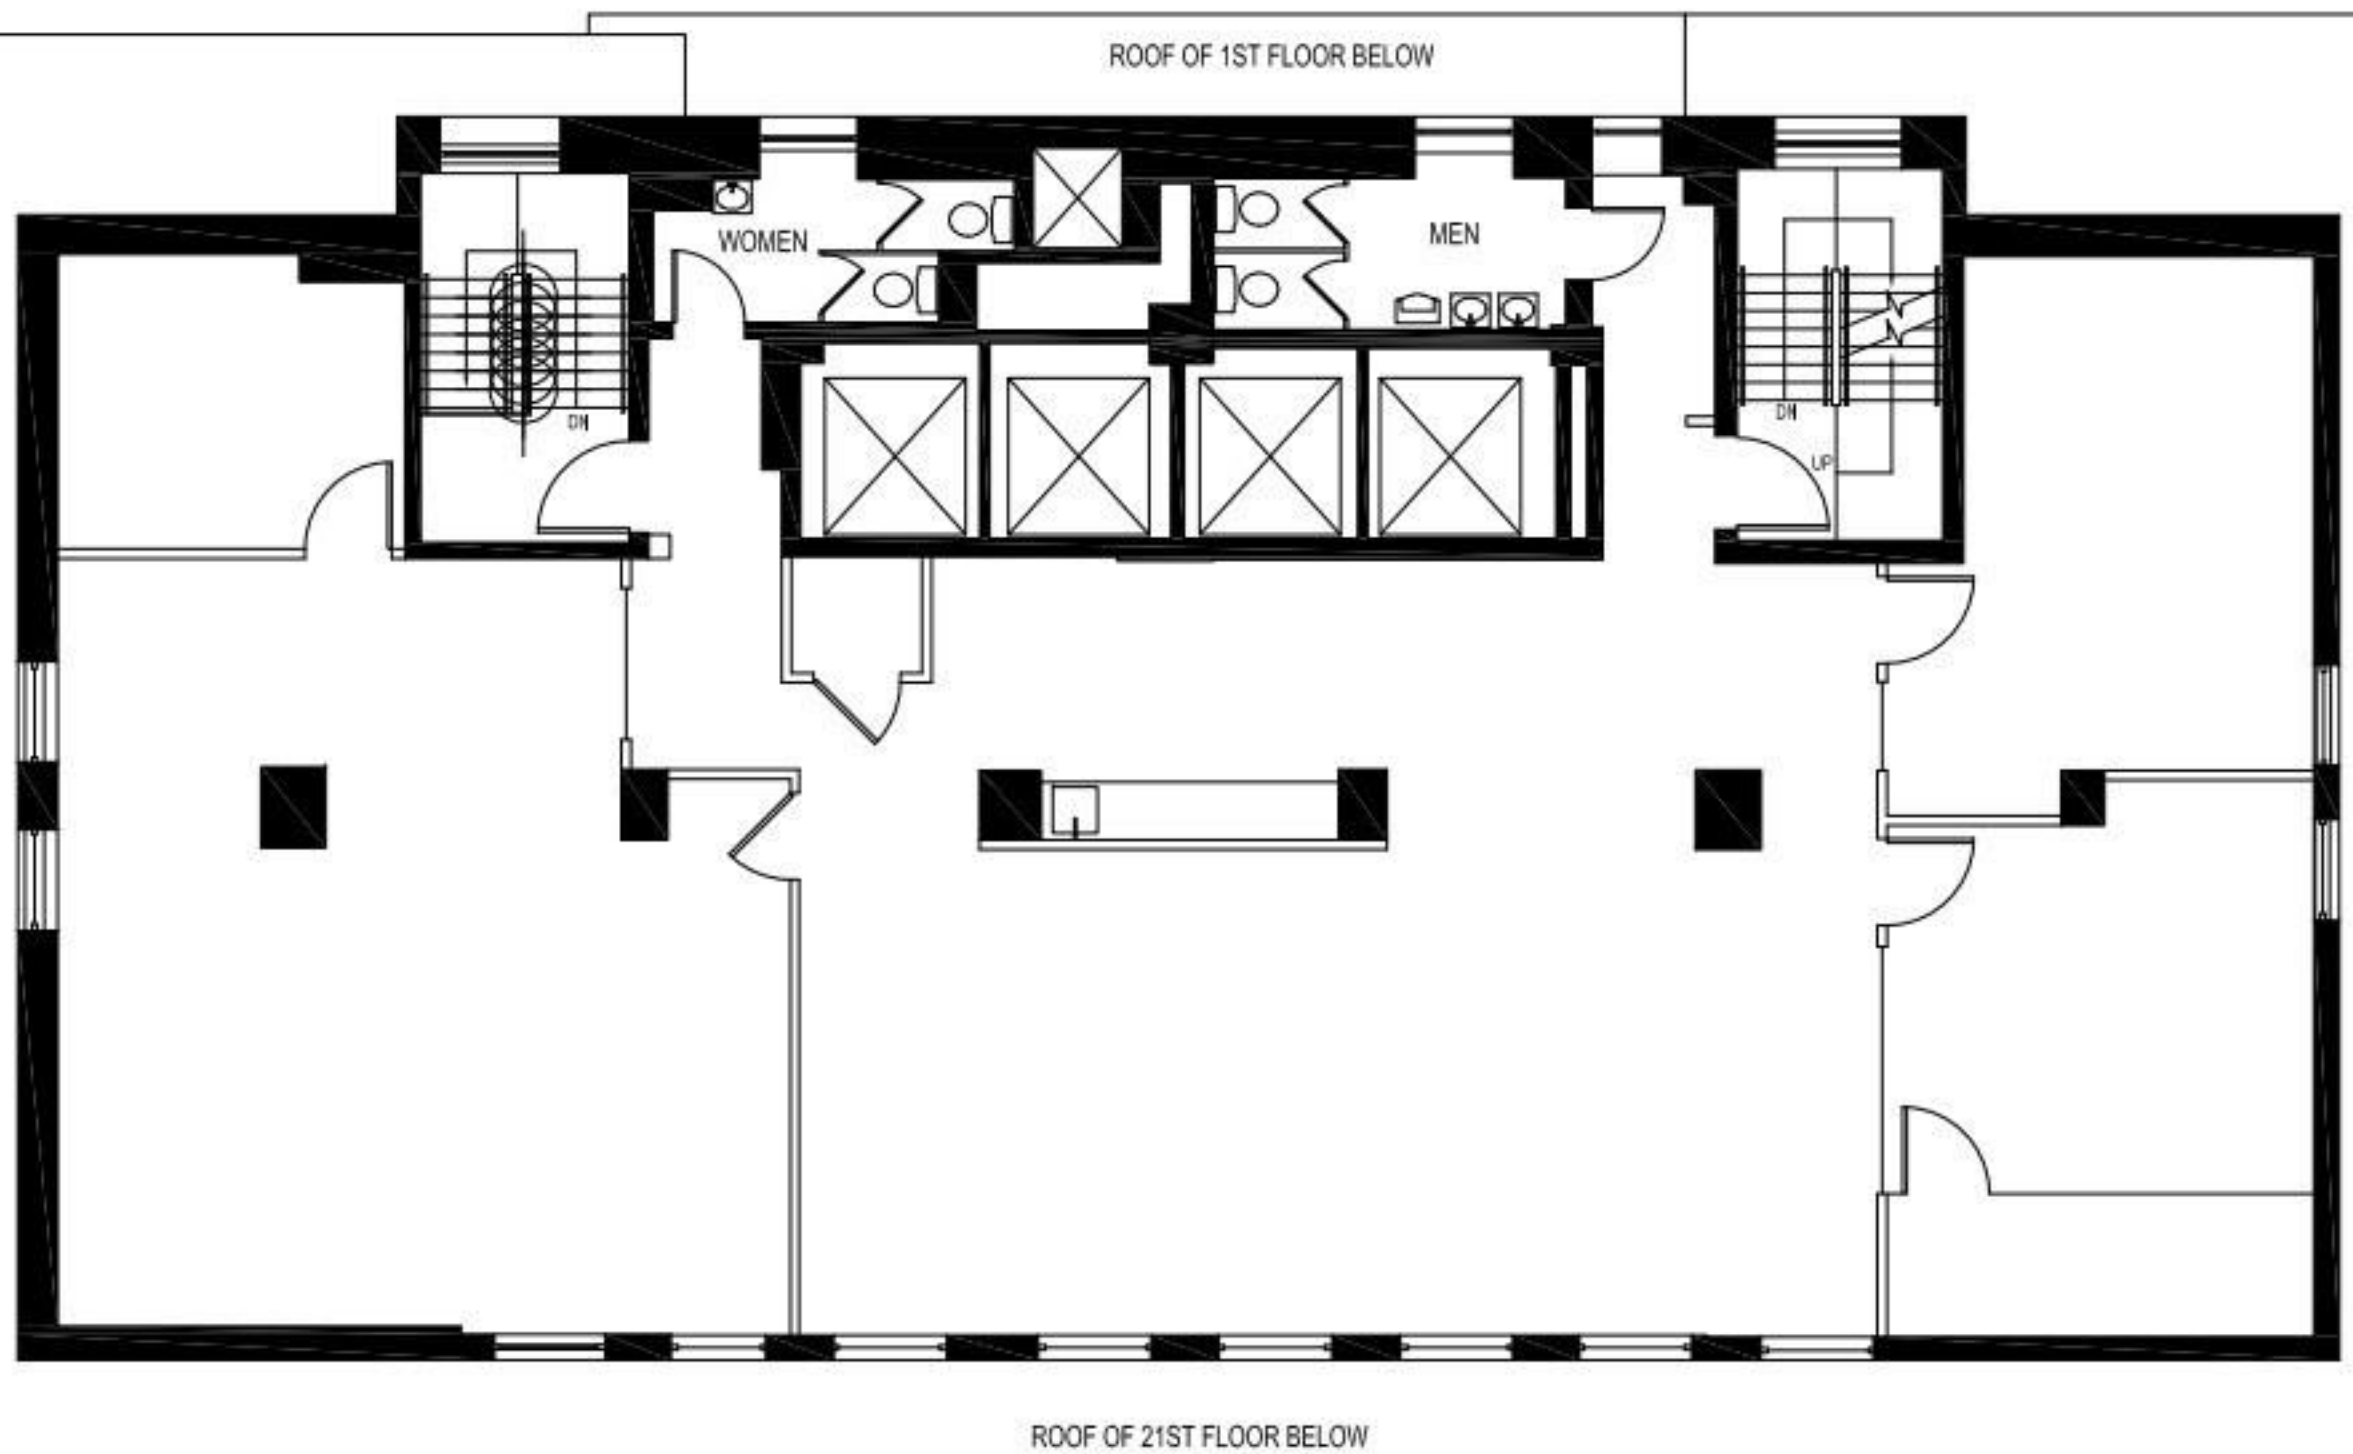 ROOF OF 1ST FLOOR BELOW
WOMEN
MEN
DN
DN
UP
ROOF OF 21ST FLOOR BELOW